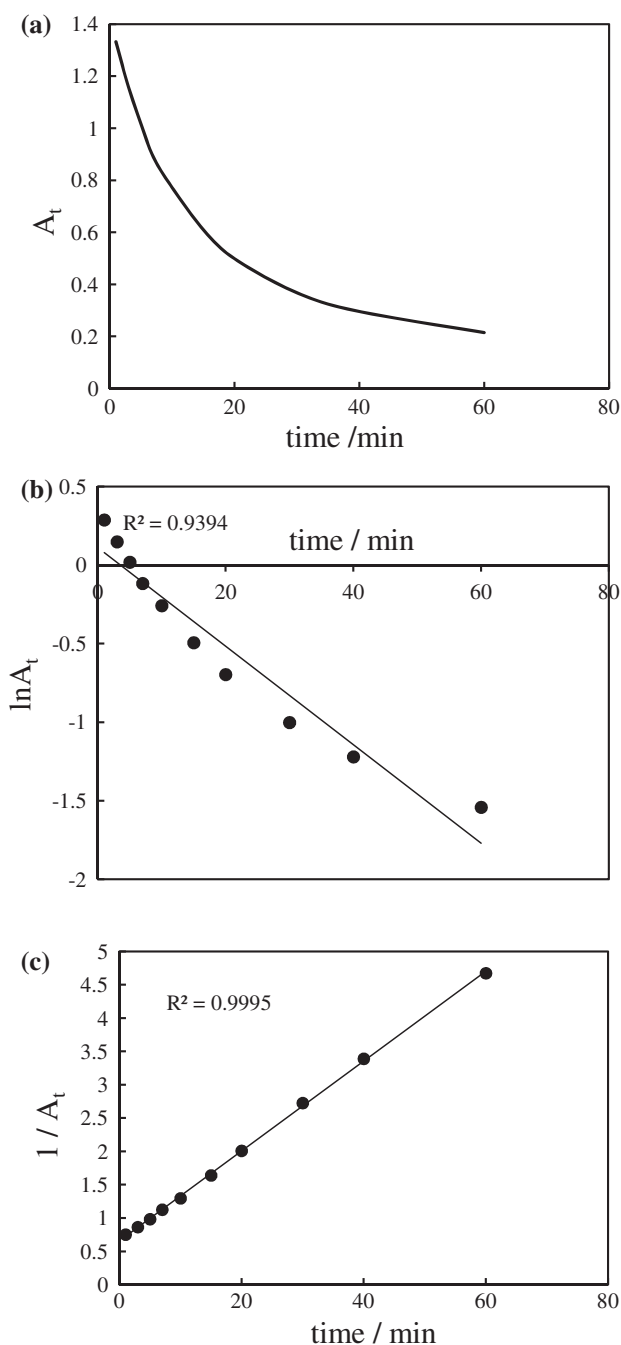 (a)
1.4
1.2
1
0.8
0.6
0.4
0.2
0
A_t
0 20 40 60 80
time /min
(b)
0.5
0
-0.5
-1
-1.5
-2
R² = 0.9394
time / min
0 20 40 60 80
lnA_t
(c)
5
4.5
4
3.5
3
2.5
2
1.5
1
0.5
0
R² = 0.9995
1 / A_t
0 20 40 60 80
time / min